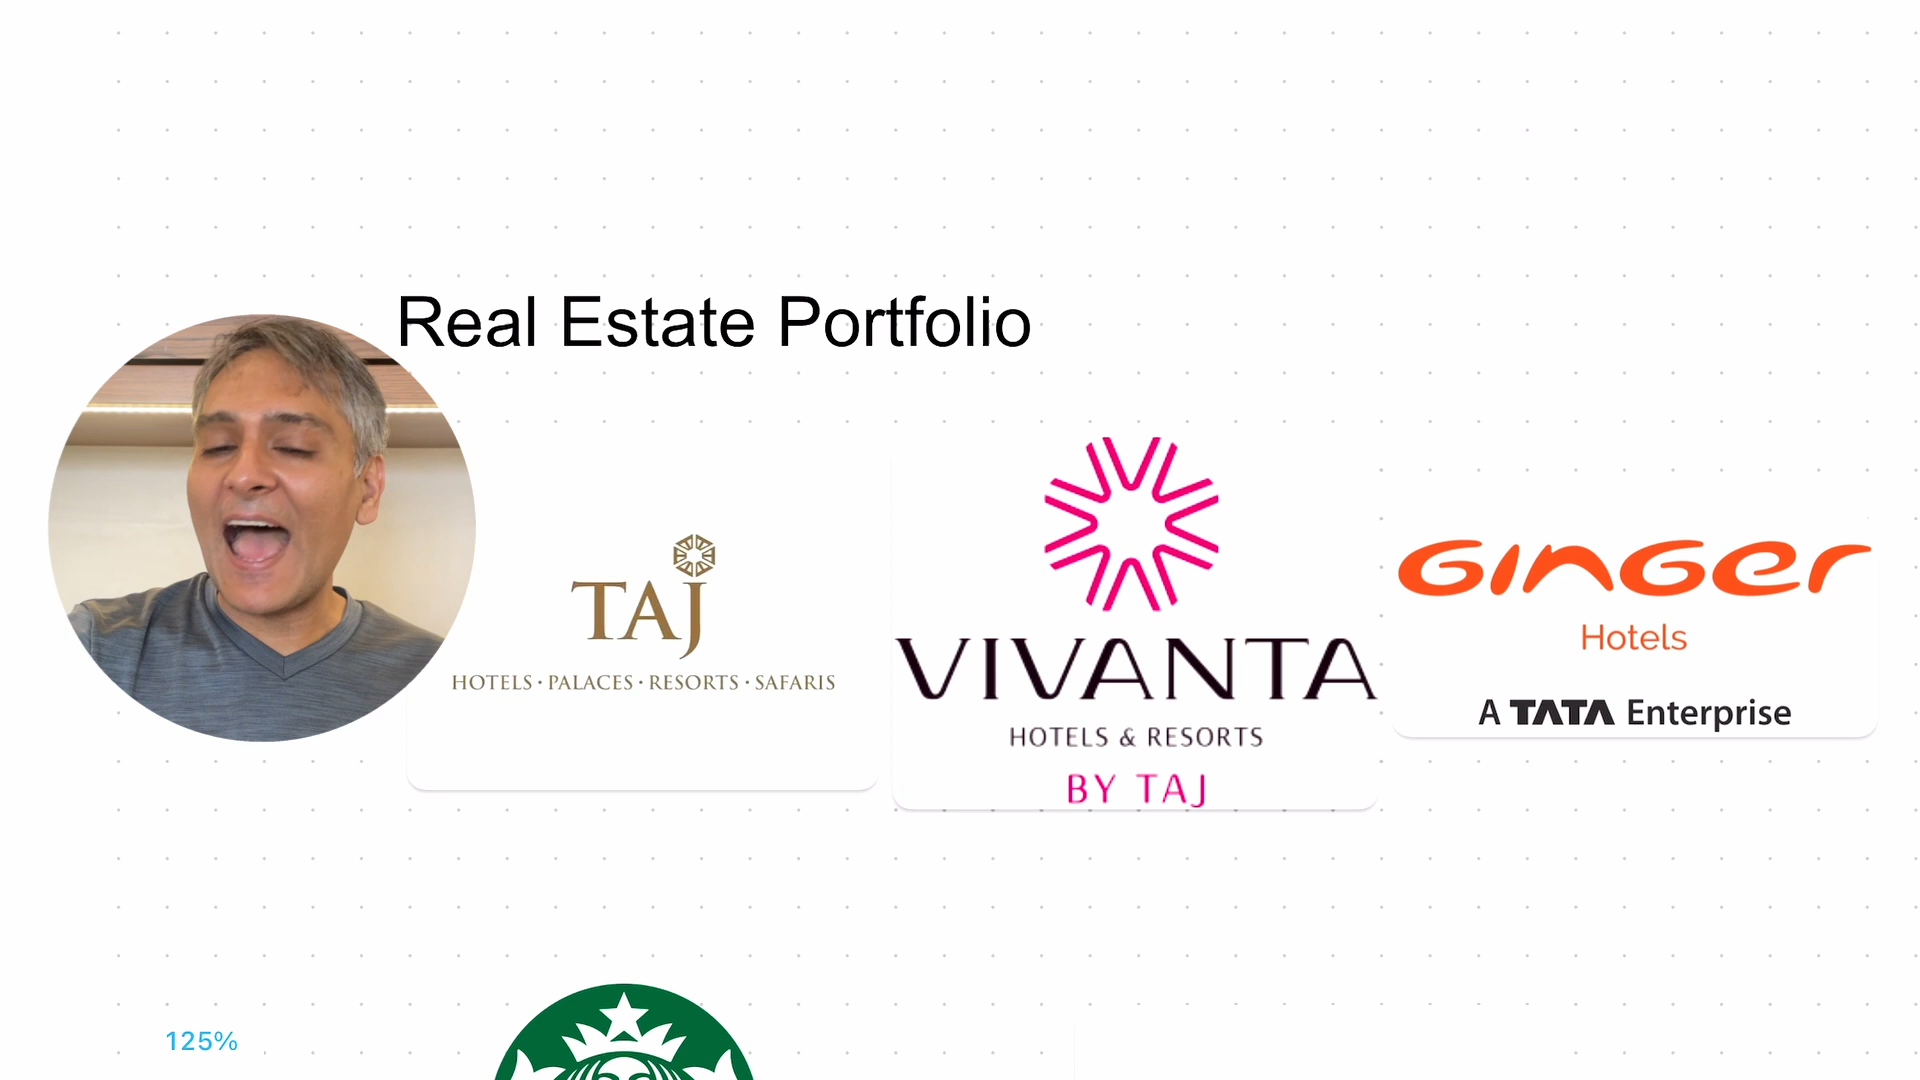 Real Estate Portfolio
TAJ
HOTELS · PALACES · RESORTS · SAFARIS
VIVANTA
HOTELS & RESORTS
BY TAJ
GINGER
Hotels
A TATA Enterprise
125%